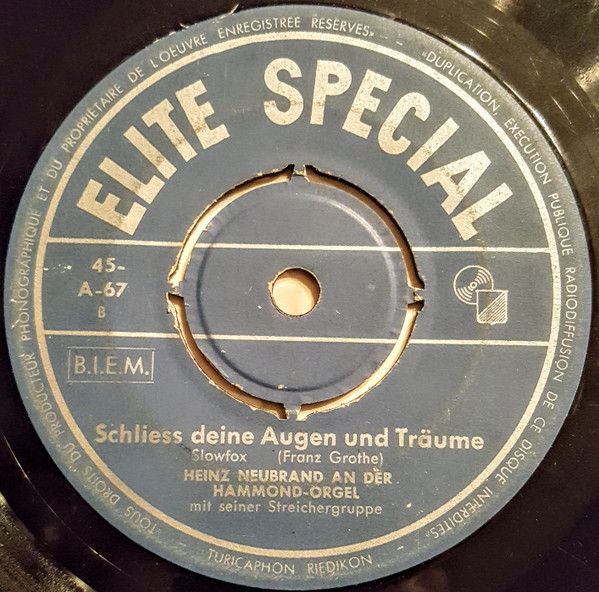 TOUS DROITS DU PRODUCTEUR PHONOGRAPHIQUE ET DU PROPRIETAIRE DE L'OEUVRE ENREGISTREE RESERVES»
«DUPLICATION, EXECUTION PUBLIQUE RADIODIFFUSION DE CE DISQUE INTERDITES.
ELITE SPECIAL
45-
A-67
B
B.I.E.M.
Schliess deine Augen und Träume
Slowfox (Franz Grothe)
HEINZ NEUBRAND AN DER
HAMMOND-ORGEL
mit seiner Streichergruppe
TURICAPHON RIEDIKON